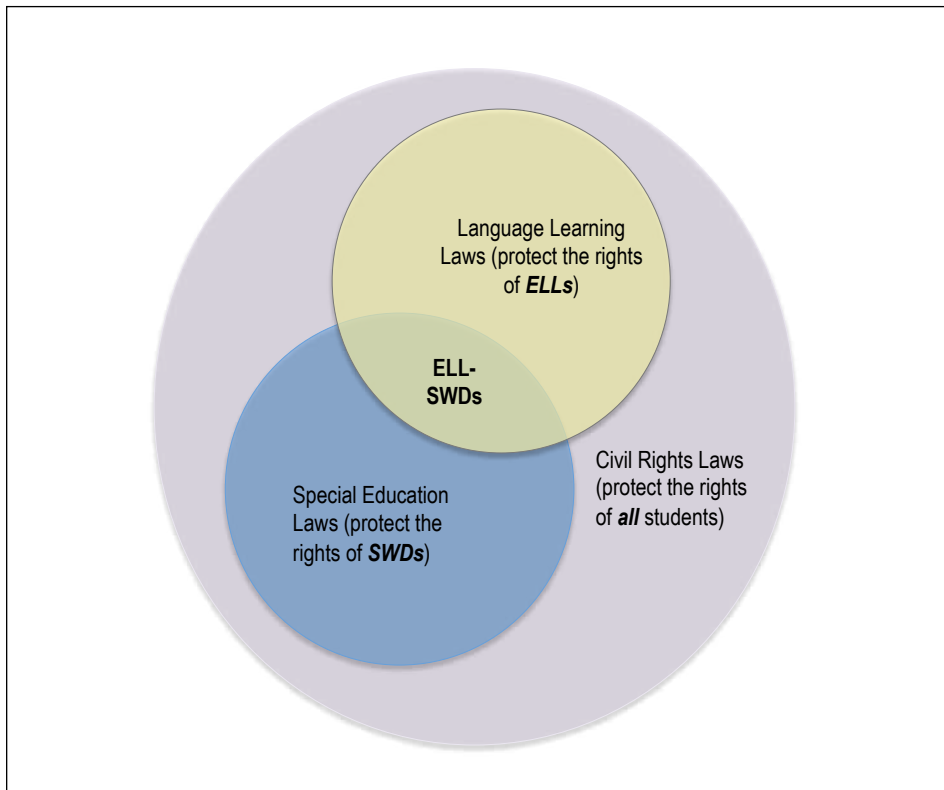 Language Learning
Laws (protect the rights
of ELLs)
ELL-
SWDs
Civil Rights Laws
(protect the rights
of all students)
Special Education
Laws (protect the
rights of SWDs)